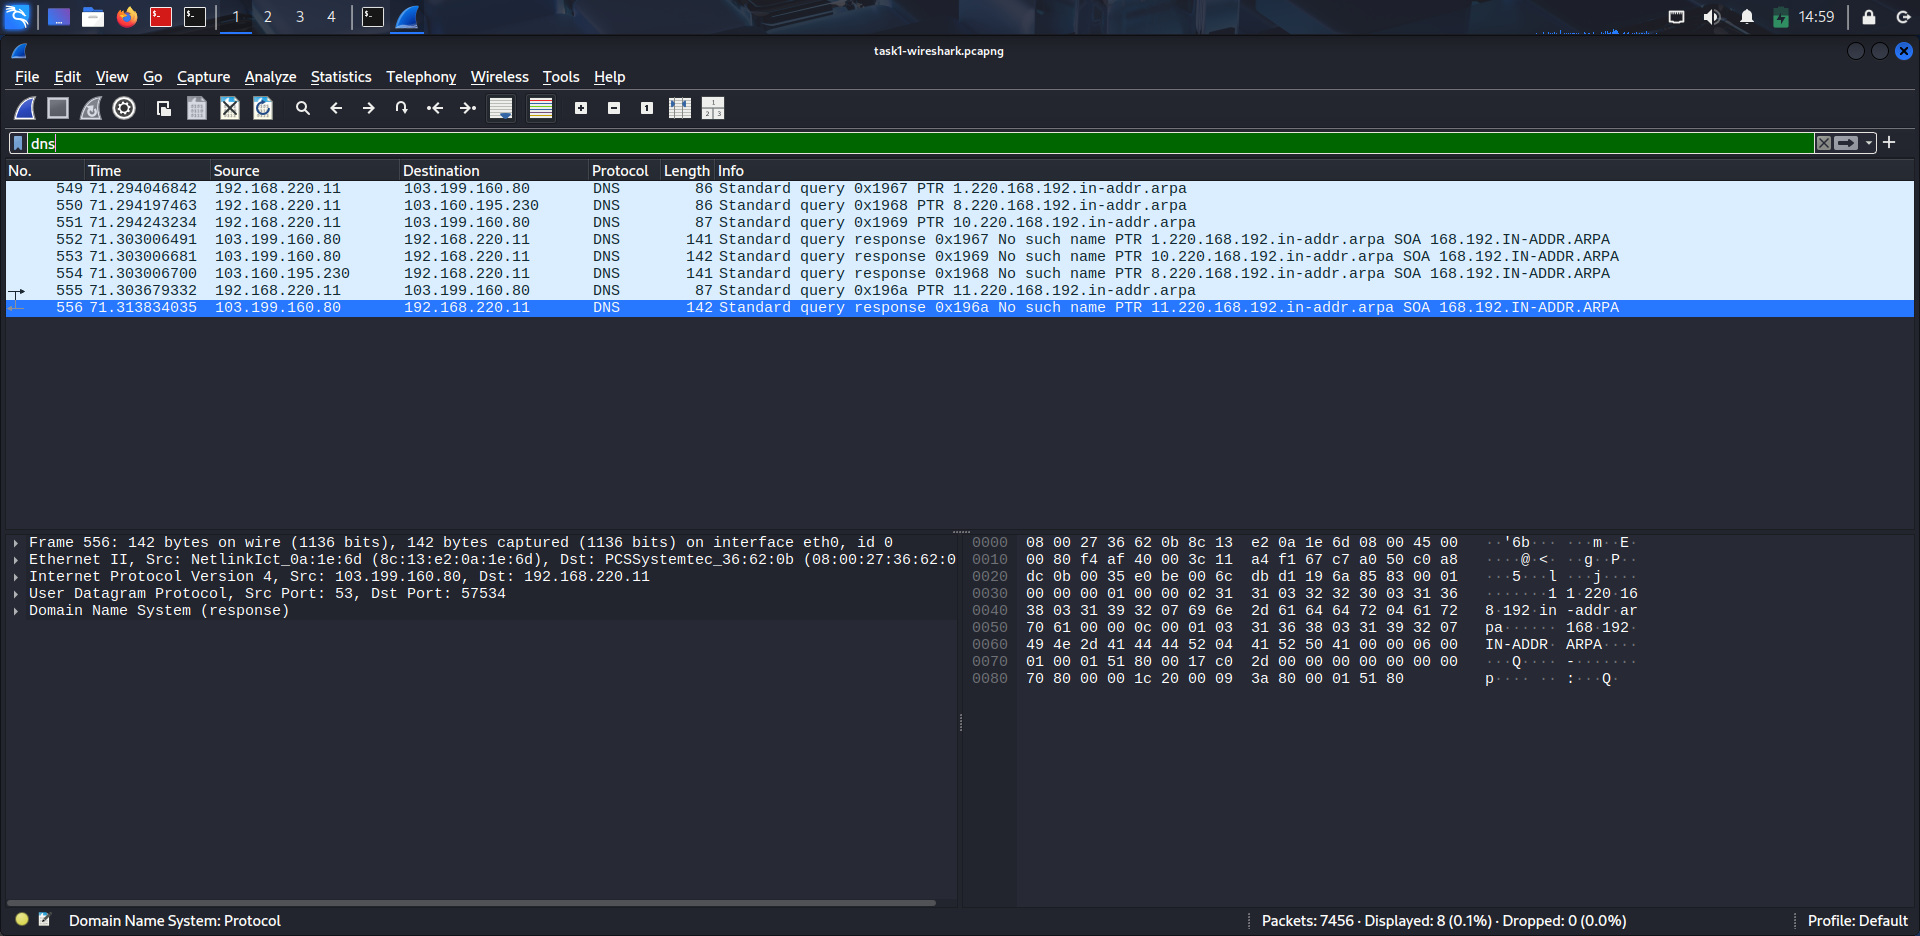 1 2 3 4 14:59
task1-wireshark.pcapng
File Edit View Go Capture Analyze Statistics Telephony Wireless Tools Help
dns
No. Time Source Destination Protocol Length Info
549 71.294046842 192.168.220.11 103.199.160.80 DNS 86 Standard query 0x1967 PTR 1.220.168.192.in-addr.arpa
550 71.294197463 192.168.220.11 103.160.195.230 DNS 86 Standard query 0x1968 PTR 8.220.168.192.in-addr.arpa
551 71.294243234 192.168.220.11 103.199.160.80 DNS 87 Standard query 0x1969 PTR 10.220.168.192.in-addr.arpa
552 71.303006491 103.199.160.80 192.168.220.11 DNS 141 Standard query response 0x1967 No such name PTR 1.220.168.192.in-addr.arpa SOA 168.192.IN-ADDR.ARPA
553 71.303006681 103.199.160.80 192.168.220.11 DNS 142 Standard query response 0x1969 No such name PTR 10.220.168.192.in-addr.arpa SOA 168.192.IN-ADDR.ARPA
554 71.303006700 103.160.195.230 192.168.220.11 DNS 141 Standard query response 0x1968 No such name PTR 8.220.168.192.in-addr.arpa SOA 168.192.IN-ADDR.ARPA
555 71.303679332 192.168.220.11 103.199.160.80 DNS 87 Standard query 0x196a PTR 11.220.168.192.in-addr.arpa
556 71.313834035 103.199.160.80 192.168.220.11 DNS 142 Standard query response 0x196a No such name PTR 11.220.168.192.in-addr.arpa SOA 168.192.IN-ADDR.ARPA
Frame 556: 142 bytes on wire (1136 bits), 142 bytes captured (1136 bits) on interface eth0, id 0
Ethernet II, Src: NetlinkIct_0a:1e:6d (8c:13:e2:0a:1e:6d), Dst: PCSSystemtec_36:62:0b (08:00:27:36:62:0
Internet Protocol Version 4, Src: 103.199.160.80, Dst: 192.168.220.11
User Datagram Protocol, Src Port: 53, Dst Port: 57534
Domain Name System (response)
0000 08 00 27 36 62 0b 8c 13 e2 0a 1e 6d 08 00 45 00 ··'6b··· ···m··E·
0010 00 80 f4 af 40 00 3c 11 a4 f1 67 c7 a0 50 c0 a8 ····@·<· ··g··P··
0020 dc 0b 00 35 e0 be 00 6c db d1 19 6a 85 83 00 01 ···5···l ···j····
0030 00 00 00 01 00 00 02 31 31 03 32 32 30 03 31 36 ·······1 1·220·16
0040 38 03 31 39 32 07 69 6e 2d 61 64 64 72 04 61 72 8·192·in -addr·ar
0050 70 61 00 00 0c 00 01 03 31 36 38 03 31 39 32 07 pa······ 168·192·
0060 49 4e 2d 41 44 44 52 04 41 52 50 41 00 00 06 00 IN-ADDR· ARPA····
0070 01 00 01 51 80 00 17 c0 2d 00 00 00 00 00 00 00 ···Q···· -·······
0080 70 80 00 00 1c 20 00 09 3a 80 00 01 51 80 p···· ·· :···Q·
Domain Name System: Protocol Packets: 7456 · Displayed: 8 (0.1%) · Dropped: 0 (0.0%) Profile: Default